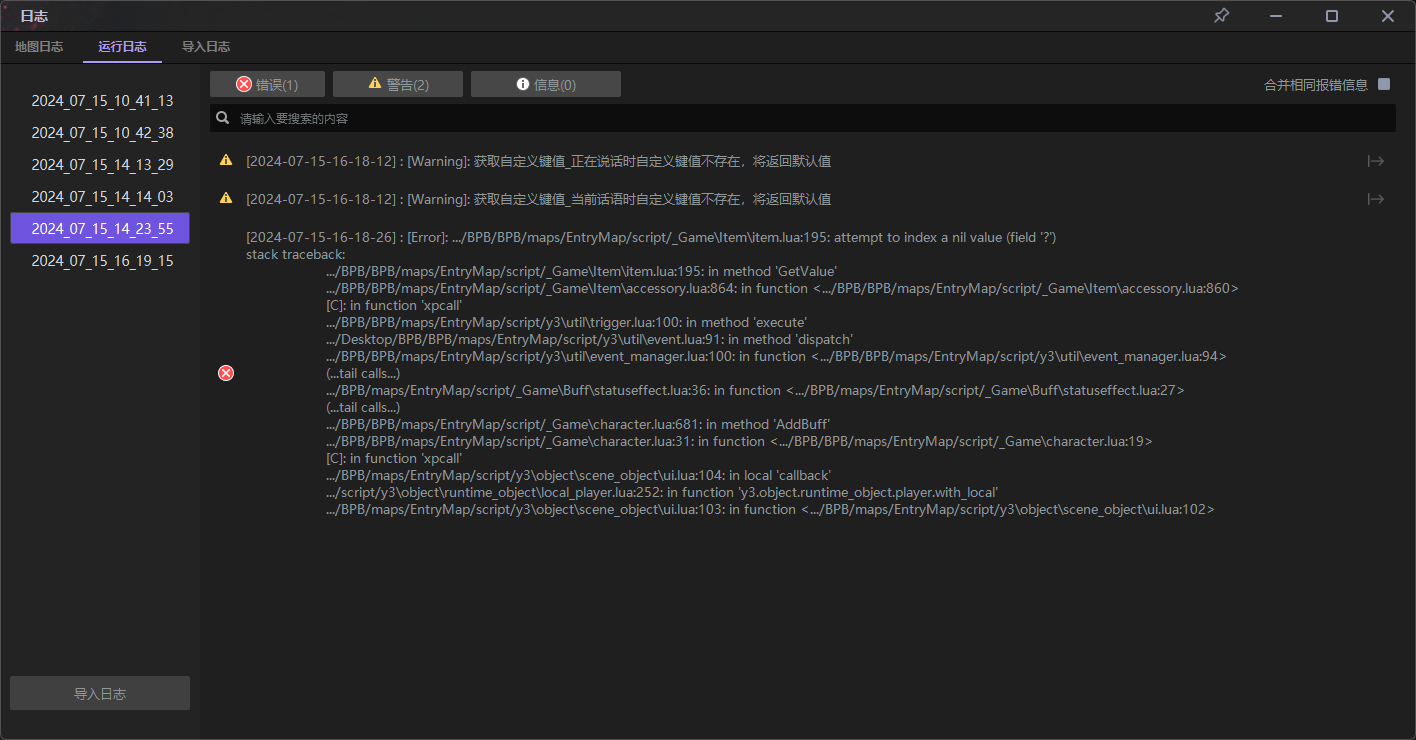 日志
地图日志 运行日志 导入日志
2024_07_15_10_41_13
2024_07_15_10_42_38
2024_07_15_14_13_29
2024_07_15_14_14_03
2024_07_15_14_23_55
2024_07_15_16_19_15
导入日志
错误(1) 警告(2) 信息(0) 合并相同报错信息
请输入要搜索的内容
[2024-07-15-16-18-12] : [Warning]: 获取自定义键值_正在说话时自定义键值不存在，将返回默认值
[2024-07-15-16-18-12] : [Warning]: 获取自定义键值_当前话语时自定义键值不存在，将返回默认值
[2024-07-15-16-18-26] : [Error]: .../BPB/BPB/maps/EntryMap/script/_Game\Item\item.lua:195: attempt to index a nil value (field '?')
stack traceback:
.../BPB/BPB/maps/EntryMap/script/_Game\Item\item.lua:195: in method 'GetValue'
.../BPB/BPB/maps/EntryMap/script/_Game\Item\accessory.lua:864: in function <.../BPB/BPB/maps/EntryMap/script/_Game\Item\accessory.lua:860>
[C]: in function 'xpcall'
.../BPB/BPB/maps/EntryMap/script/y3\util\trigger.lua:100: in method 'execute'
.../Desktop/BPB/BPB/maps/EntryMap/script/y3\util\event.lua:91: in method 'dispatch'
.../BPB/BPB/maps/EntryMap/script/y3\util\event_manager.lua:100: in function <.../BPB/BPB/maps/EntryMap/script/y3\util\event_manager.lua:94>
(...tail calls...)
.../BPB/maps/EntryMap/script/_Game\Buff\statuseffect.lua:36: in function <.../BPB/maps/EntryMap/script/_Game\Buff\statuseffect.lua:27>
(...tail calls...)
.../BPB/BPB/maps/EntryMap/script/_Game\character.lua:681: in method 'AddBuff'
.../BPB/BPB/maps/EntryMap/script/_Game\character.lua:31: in function <.../BPB/BPB/maps/EntryMap/script/_Game\character.lua:19>
[C]: in function 'xpcall'
.../BPB/maps/EntryMap/script/y3\object\scene_object\ui.lua:104: in local 'callback'
.../script/y3\object\runtime_object\local_player.lua:252: in function 'y3.object.runtime_object.player.with_local'
.../BPB/maps/EntryMap/script/y3\object\scene_object\ui.lua:103: in function <.../BPB/maps/EntryMap/script/y3\object\scene_object\ui.lua:102>